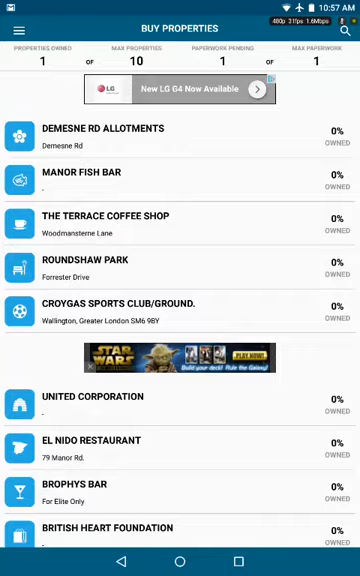 10:57 AM
480p 21fps 1.6Mbps
BUY PROPERTIES
PROPERTIES OWNED MAX PROPERTIES PAPERWORK PENDING MAX PAPERWORK
1 OF 10 1 OF 1
LG New LG G4 Now Available
DEMESNE RD ALLOTMENTS 0%
Demesne Rd OWNED
MANOR FISH BAR 0%
- OWNED
THE TERRACE COFFEE SHOP 0%
Woodmansterne Lane OWNED
ROUNDSHAW PARK 0%
Forrester Drive OWNED
CROYGAS SPORTS CLUB/GROUND. 0%
Wallington, Greater London SM6 9BY OWNED
STAR WARS PLAY NOW!
Build your deck! Rule the Galaxy!
UNITED CORPORATION 0%
- OWNED
EL NIDO RESTAURANT 0%
79 Manor Rd. OWNED
BROPHYS BAR 0%
For Elite Only OWNED
BRITISH HEART FOUNDATION 0%
OWNED